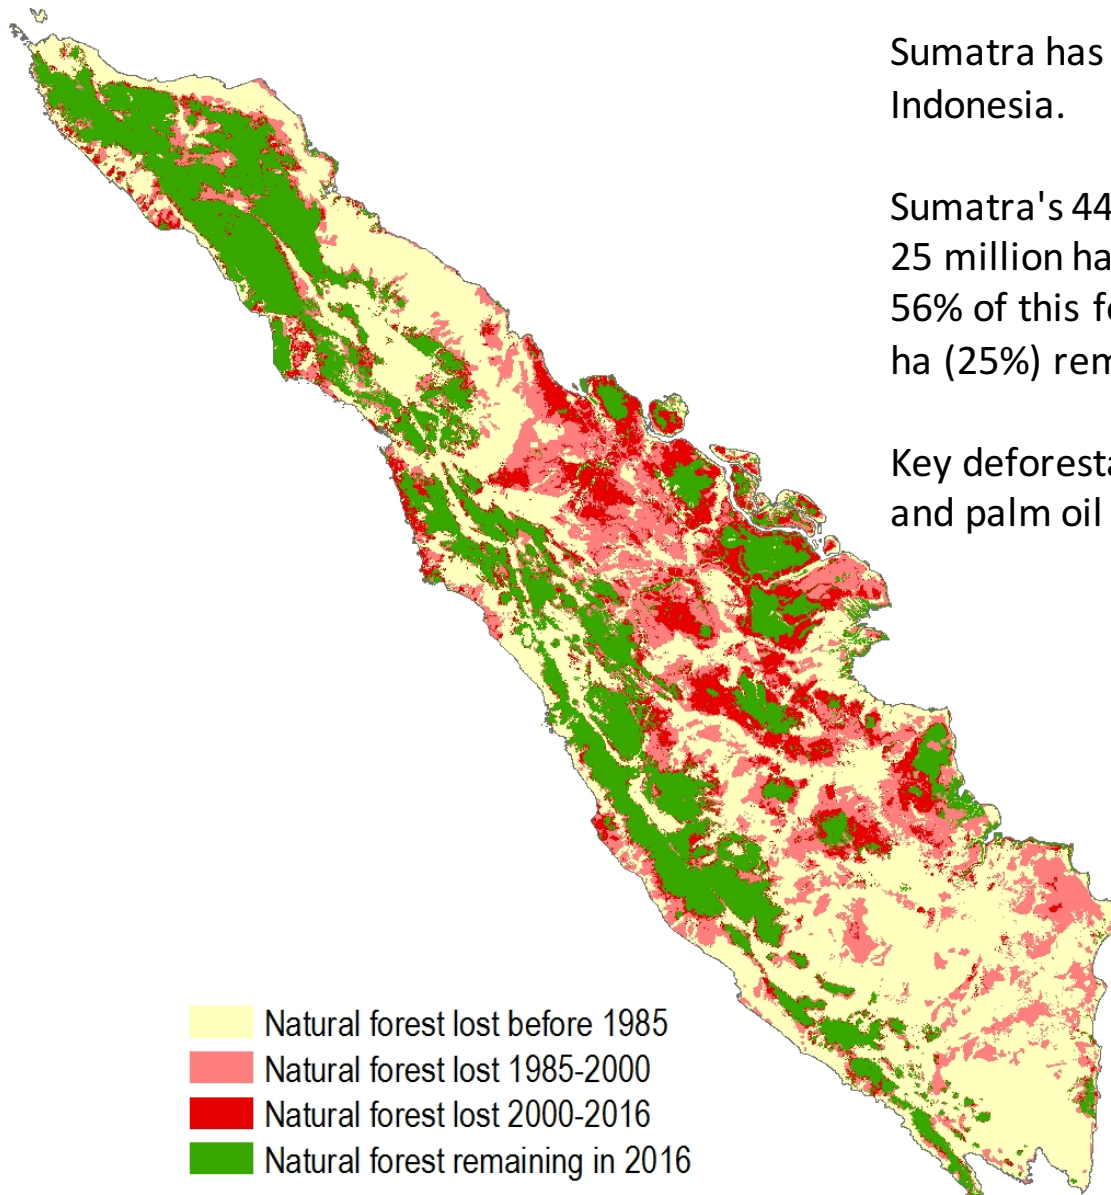 Sumatra has
Indonesia.
Sumatra's 44
25 million ha
56% of this fo
ha (25%) rem
Key deforesta
and palm oil
Natural forest lost before 1985
Natural forest lost 1985-2000
Natural forest lost 2000-2016
Natural forest remaining in 2016